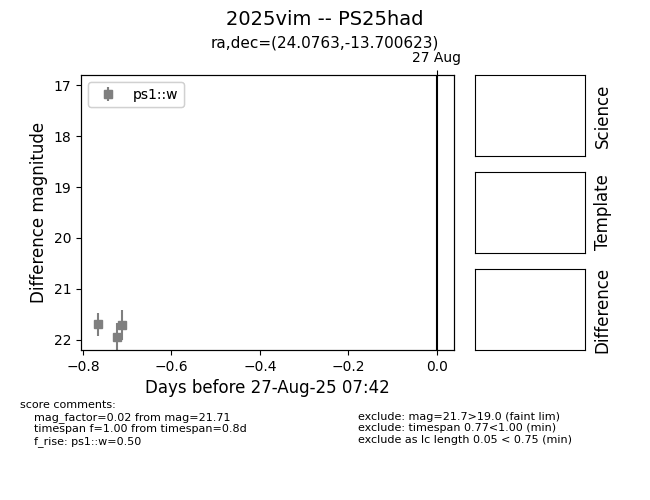 2025vim -- PS25had
ra,dec=(24.0763,-13.700623)
27 Aug
ps1::w
17
18
19
20
21
22
Difference magnitude
−0.8
−0.6
−0.4
−0.2
0.0
Days before 27-Aug-25 07:42
Science
Template
Difference
score comments:
mag_factor=0.02 from mag=21.71
timespan f=1.00 from timespan=0.8d
f_rise: ps1::w=0.50
exclude: mag=21.7>19.0 (faint lim)
exclude: timespan 0.77<1.00 (min)
exclude as lc length 0.05 < 0.75 (min)